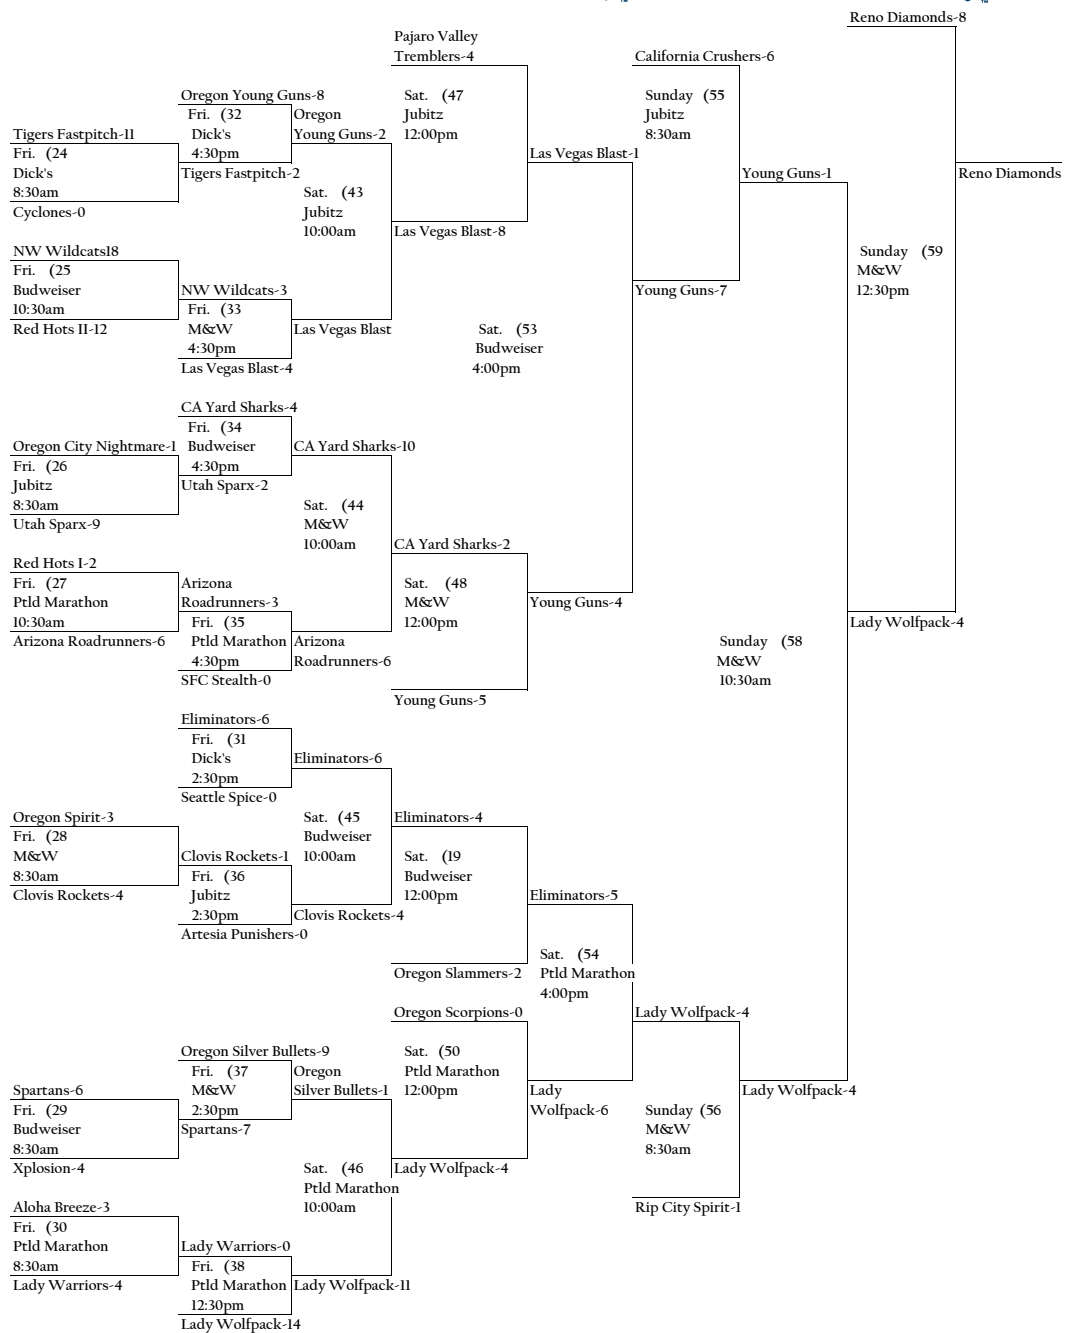 Reno Diamonds-8
Pajaro Valley
Tremblers-4
California Crushers-6
Oregon Young Guns-8
Sat. (47
Sunday (55
Fri. (32
Oregon
Jubitz
Jubitz
Tigers Fastpitch-11
Dick's
Young Guns-2
12:00pm
8:30am
Fri. (24
4:30pm
Las Vegas Blast-1
Dick's
Tigers Fastpitch-2
Young Guns-1
Reno Diamonds
8:30am
Sat. (43
Cyclones-0
Jubitz
10:00am
Las Vegas Blast-8
NW Wildcats18
Sunday (59
Fri. (25
M&W
Budweiser
NW Wildcats-3
Young Guns-7
12:30pm
10:30am
Fri. (33
Red Hots II-12
M&W
Las Vegas Blast
Sat. (53
4:30pm
Budweiser
Las Vegas Blast-4
4:00pm
CA Yard Sharks-4
Fri. (34
Oregon City Nightmare-1
Budweiser
CA Yard Sharks-10
Fri. (26
4:30pm
Jubitz
Utah Sparx-2
8:30am
Sat. (44
Utah Sparx-9
M&W
10:00am
CA Yard Sharks-2
Red Hots I-2
Fri. (27
Arizona
Sat. (48
Ptld Marathon
Roadrunners-3
M&W
Young Guns-4
10:30am
Fri. (35
12:00pm
Lady Wolfpack-4
Arizona Roadrunners-6
Ptld Marathon
Arizona
Sunday (58
4:30pm
Roadrunners-6
M&W
SFC Stealth-0
10:30am
Young Guns-5
Eliminators-6
Fri. (31
Dick's
Eliminators-6
2:30pm
Seattle Spice-0
Oregon Spirit-3
Sat. (45
Eliminators-4
Fri. (28
Budweiser
M&W
Clovis Rockets-1
10:00am
Sat. (19
8:30am
Fri. (36
Budweiser
Clovis Rockets-4
Jubitz
12:00pm
Eliminators-5
2:30pm
Clovis Rockets-4
Artesia Punishers-0
Sat. (54
Oregon Slammers-2
Ptld Marathon
4:00pm
Oregon Scorpions-0
Lady Wolfpack-4
Oregon Silver Bullets-9
Sat. (50
Fri. (37
Oregon
Ptld Marathon
Spartans-6
M&W
Silver Bullets-1
12:00pm
Lady
Lady Wolfpack-4
Fri. (29
2:30pm
Wolfpack-6
Sunday (56
Budweiser
Spartans-7
M&W
8:30am
8:30am
Xplosion-4
Sat. (46
Lady Wolfpack-4
Ptld Marathon
Aloha Breeze-3
10:00am
Rip City Spirit-1
Fri. (30
Ptld Marathon
Lady Warriors-0
8:30am
Fri. (38
Lady Warriors-4
Ptld Marathon
Lady Wolfpack-11
12:30pm
Lady Wolfpack-14